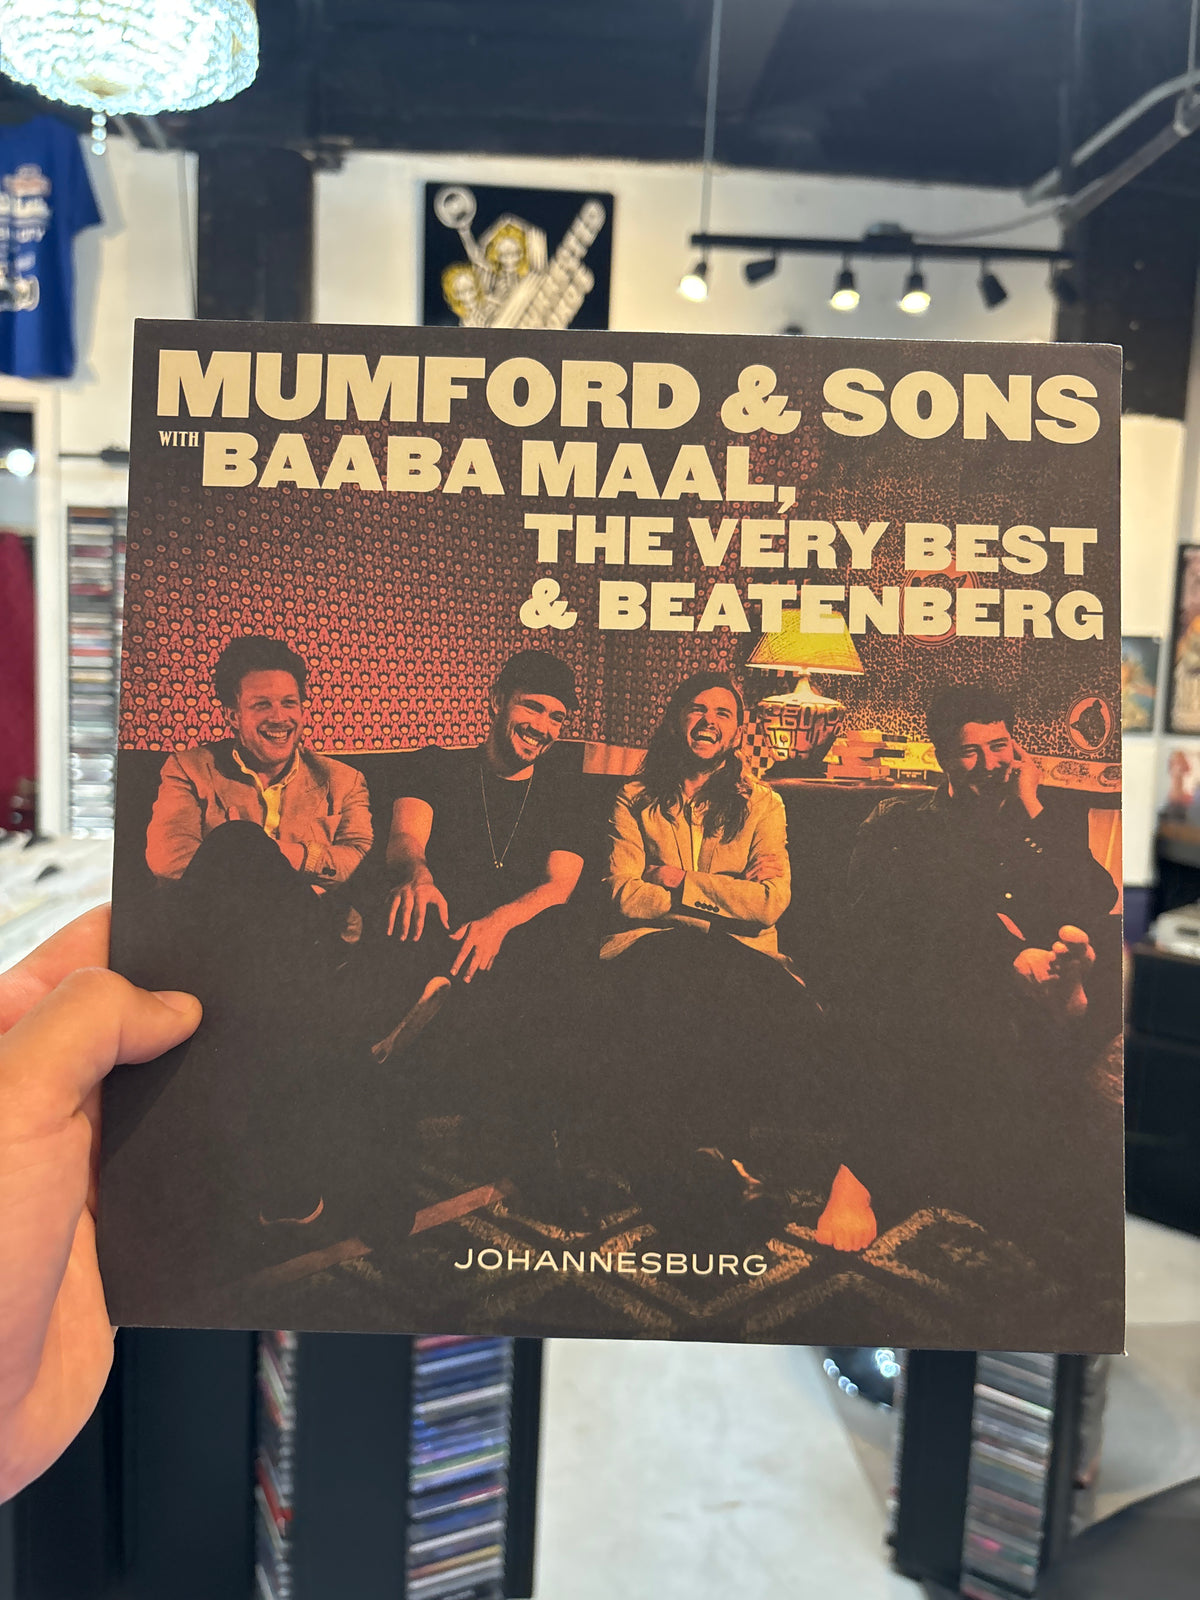 MUMFORD & SONS
WITH BAABA MAAL,
THE VERY BEST
& BEATENBERG
JOHANNESBURG